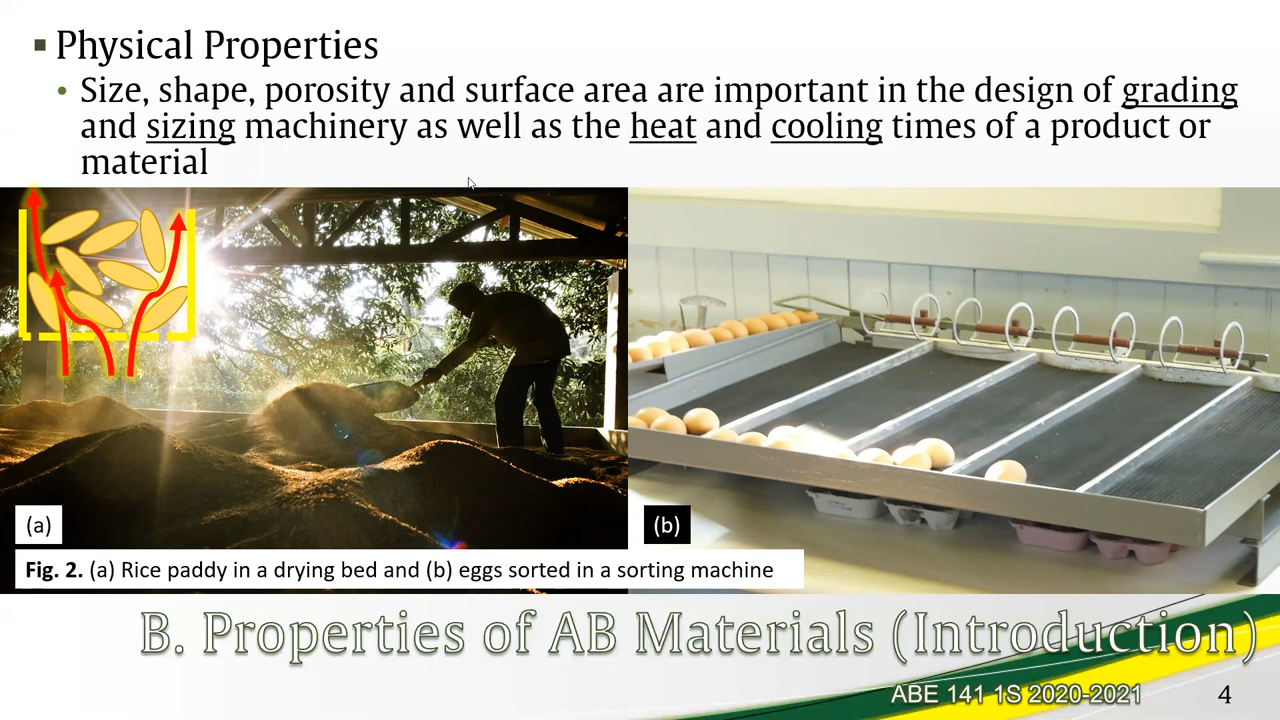 Physical Properties
Size, shape, porosity and surface area are important in the design of grading
and sizing machinery as well as the heat and cooling times of a product or
material
(a)
(b)
Fig. 2. (a) Rice paddy in a drying bed and (b) eggs sorted in a sorting machine
B. Properties of AB Materials (Introduction)
ABE 141 1S 2020-2021
4